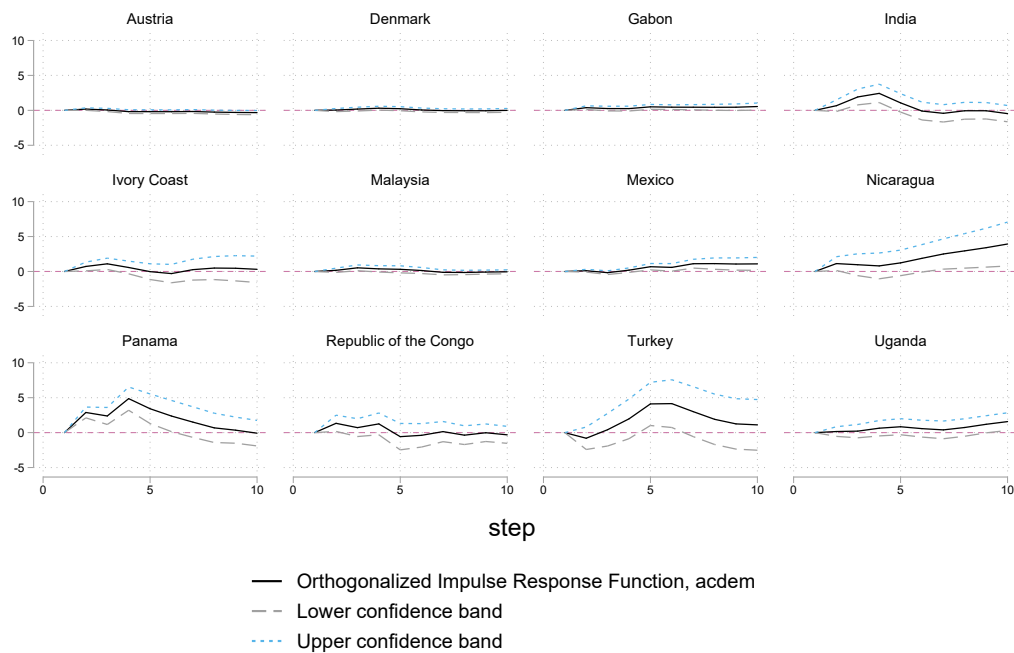 Austria Denmark Gabon India
10
5
0
-5
Ivory Coast Malaysia Mexico Nicaragua
10
5
0
-5
Panama Republic of the Congo Turkey Uganda
10
5
0
-5
0 5 10 0 5 10 0 5 10 0 5 10
step
Orthogonalized Impulse Response Function, acdem
Lower confidence band
Upper confidence band